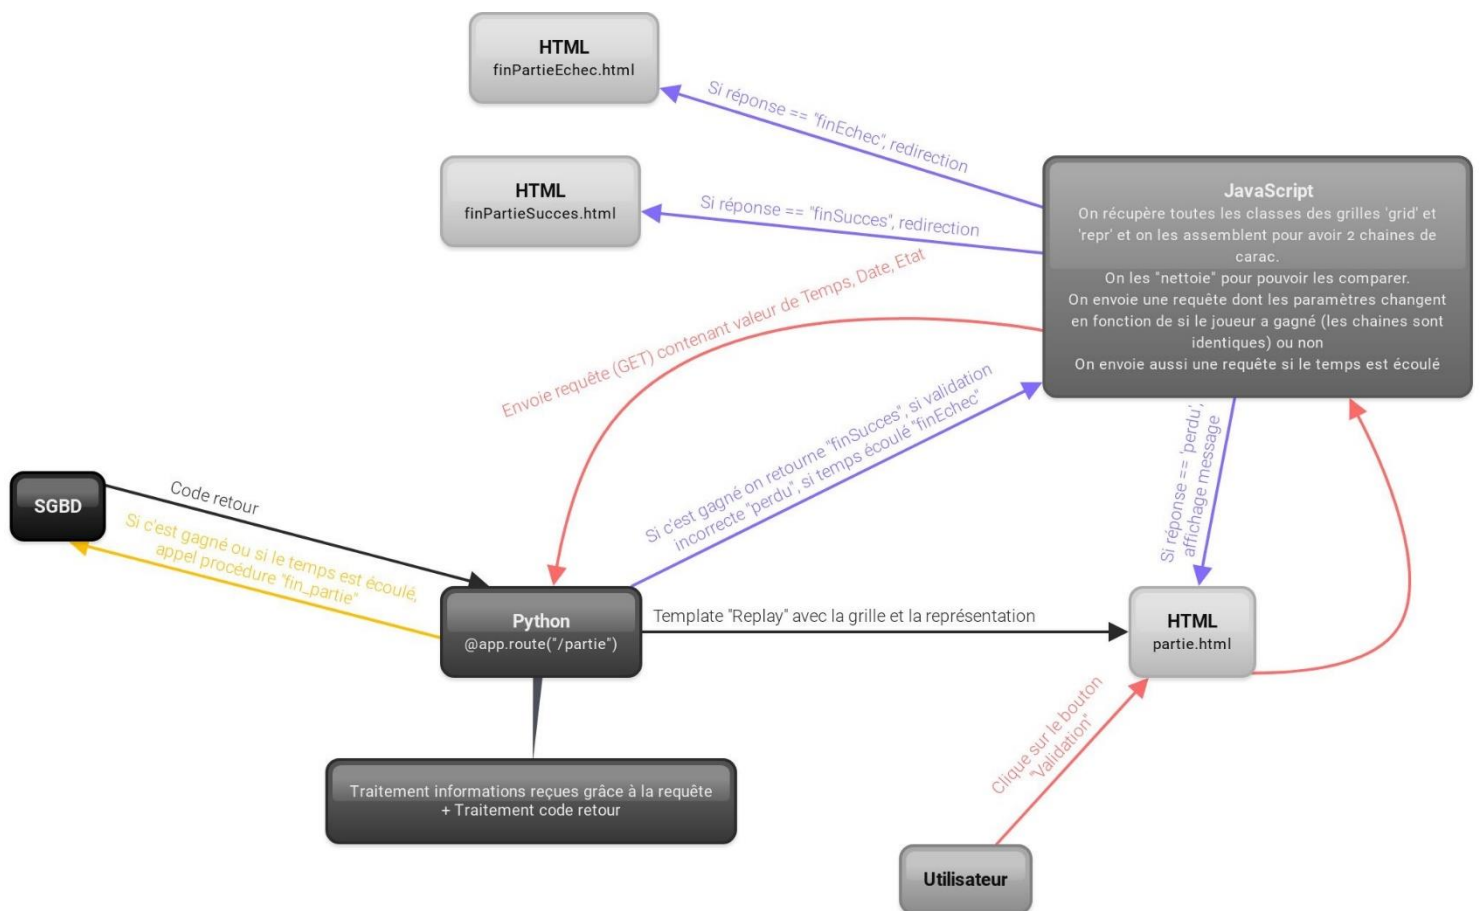 HTML
finPartieEchec.html
Si réponse == "finEchec", redirection
HTML
finPartieSucces.html
Si réponse == "finSucces", redirection
JavaScript
On récupère toutes les classes des grilles 'grid' et
'repr' et on les assemblent pour avoir 2 chaines de
carac.
On les "nettoie" pour pouvoir les comparer.
On envoie une requête dont les paramètres changent
en fonction de si le joueur a gagné (les chaines sont
identiques) ou non
On envoie aussi une requête si le temps est écoulé
Envoie requête (GET) contenant valeur de Temps, Date, Etat
Si c'est gagné on retourne "finSucces", si validation
incorrecte "perdu", si temps écoulé "finEchec"
Si réponse == 'perdu',
affichage message
SGBD
Code retour
Si c'est gagné ou si le temps est écoulé,
appel procédure "fin_partie"
Python
@app.route("/partie")
Template "Replay" avec la grille et la représentation
HTML
partie.html
Clique sur le bouton
"Validation"
Traitement informations reçues grâce à la requête
+ Traitement code retour
Utilisateur